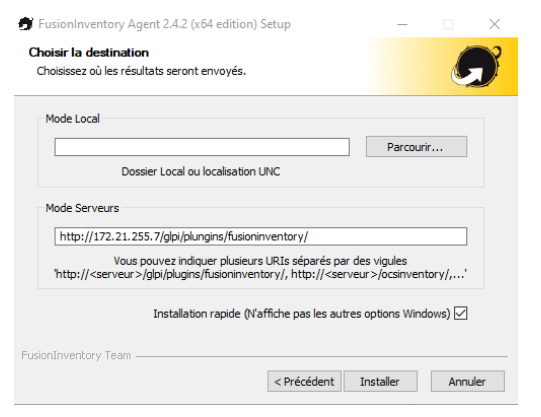 FusionInventory Agent 2.4.2 (x64 edition) Setup
Choisir la destination
Choisissez où les résultats seront envoyés.
Mode Local
Parcourir...
Dossier Local ou localisation UNC
Mode Serveurs
http://172.21.255.7/glpi/plungins/fusioninventory/
Vous pouvez indiquer plusieurs URIs séparés par des vigules
'http://<serveur>/glpi/plugins/fusioninventory/, http://<serveur>/ocsinventory/,...'
Installation rapide (N'affiche pas les autres options Windows)
FusionInventory Team
< Précédent Installer Annuler